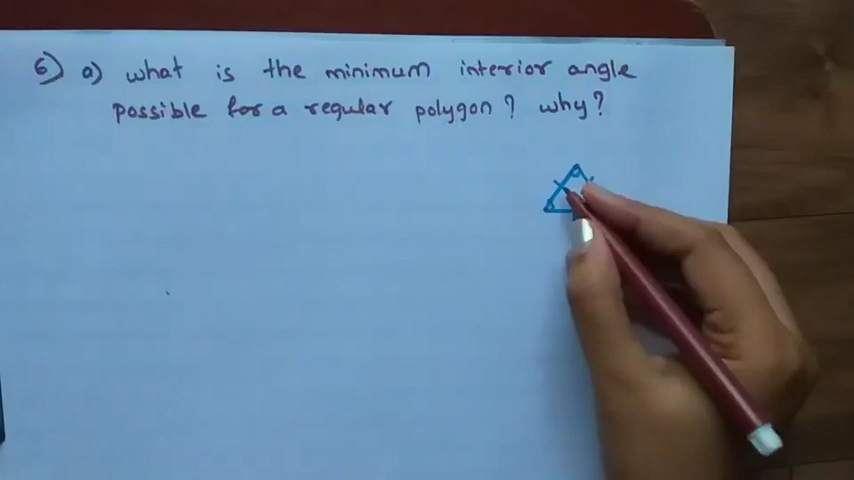 6) a) what is the minimum interior angle
possible for a regular polygon? why?